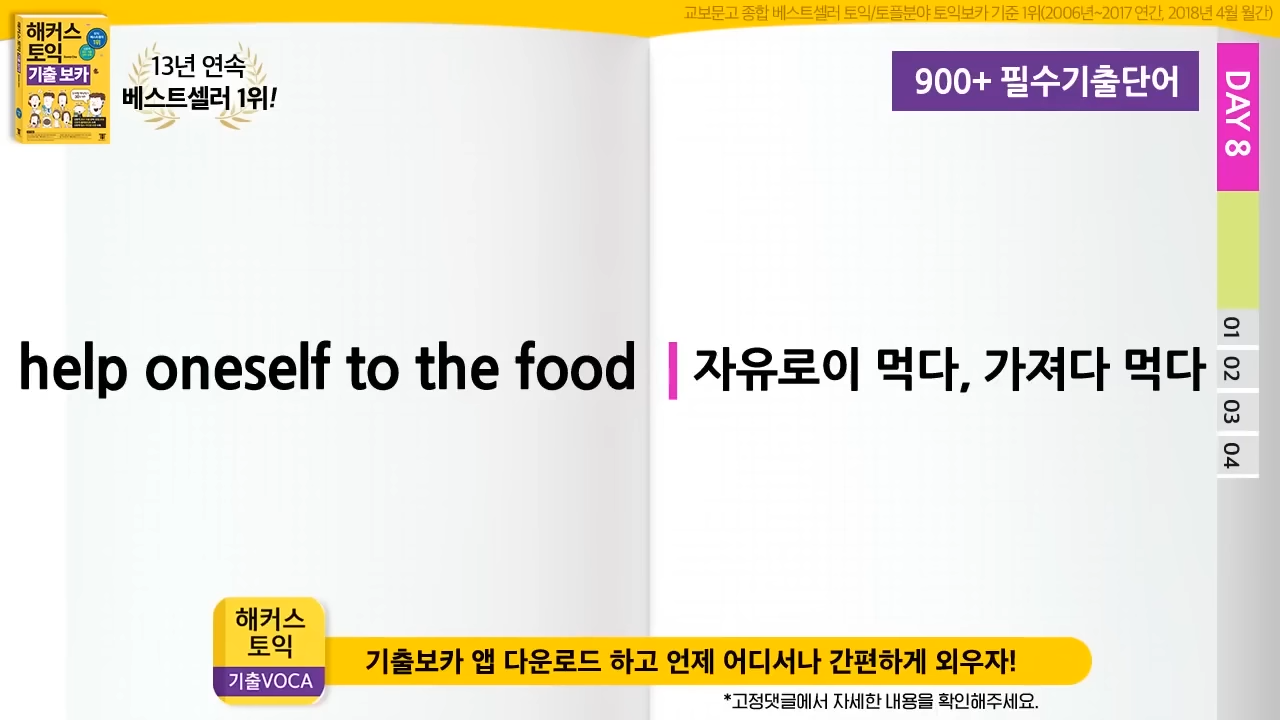 교보문고 종합 베스트셀러 토익/토플분야 토익보카 기준 1위(2006년~2017 연간, 2018년 4월 월간)
해커스
토익
기출 보카
13년 연속
베스트셀러 1위!
900+ 필수기출단어
DAY 8
help oneself to the food
자유로이 먹다, 가져다 먹다
01
02
03
04
해커스
토익
기출VOCA
기출보카 앱 다운로드 하고 언제 어디서나 간편하게 외우자!
*고정댓글에서 자세한 내용을 확인해주세요.